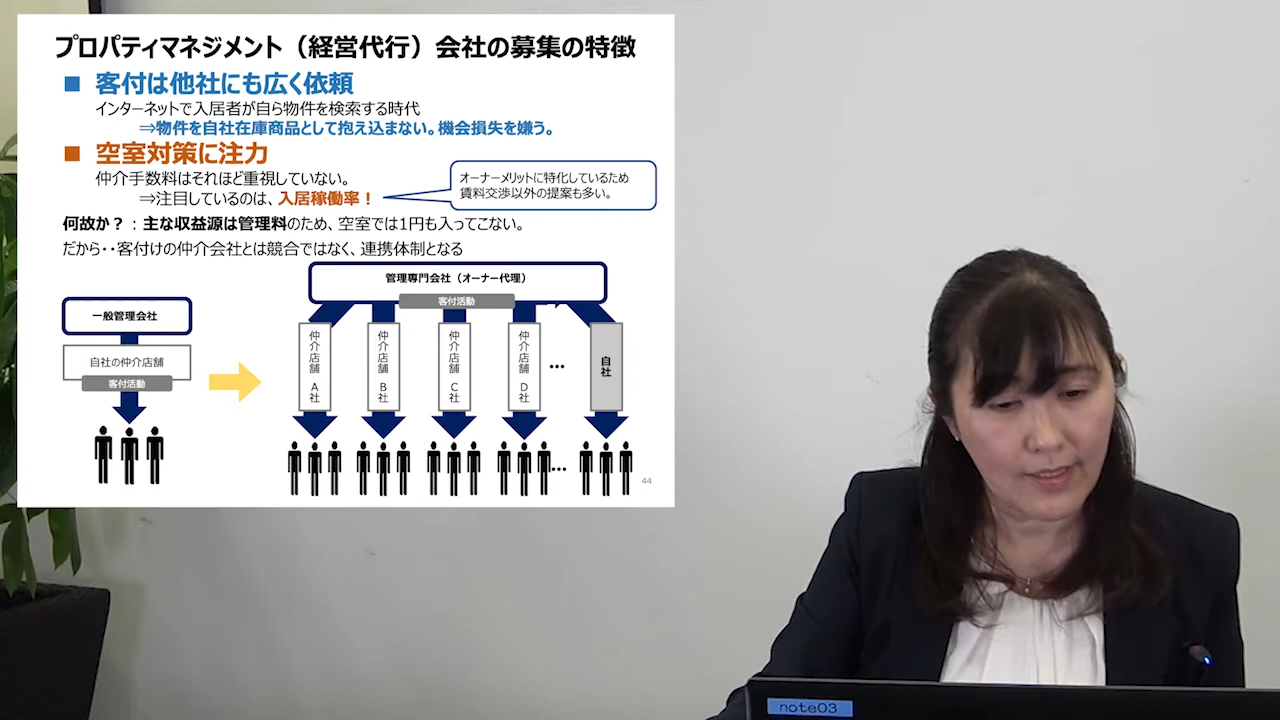 プロパティマネジメント（経営代行）会社の募集の特徴
■ 客付は他社にも広く依頼
インターネットで入居者が自ら物件を検索する時代
⇒物件を自社在庫商品として抱え込まない。機会損失を嫌う。
■ 空室対策に注力
仲介手数料はそれほど重視していない。
⇒注目しているのは、入居稼働率！
オーナーメリットに特化しているため
賃料交渉以外の提案も多い。
何故か？：主な収益源は管理料のため、空室では1円も入ってこない。
だから・・客付けの仲介会社とは競合ではなく、連携体制となる
一般管理会社
自社の仲介店舗
客付活動
管理専門会社（オーナー代理）
客付活動
仲介店舗 A社
仲介店舗 B社
仲介店舗 C社
仲介店舗 D社
…
自社
…
44
note03